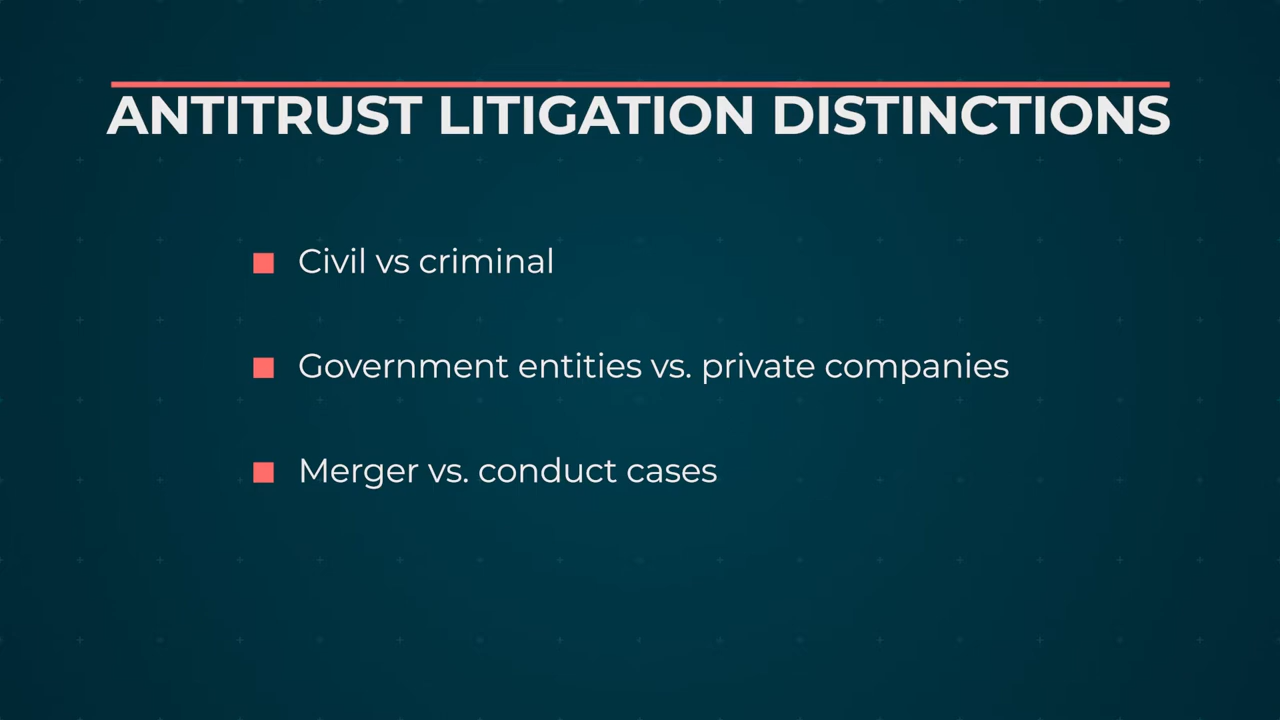 ANTITRUST LITIGATION DISTINCTIONS
Civil vs criminal
Government entities vs. private companies
Merger vs. conduct cases